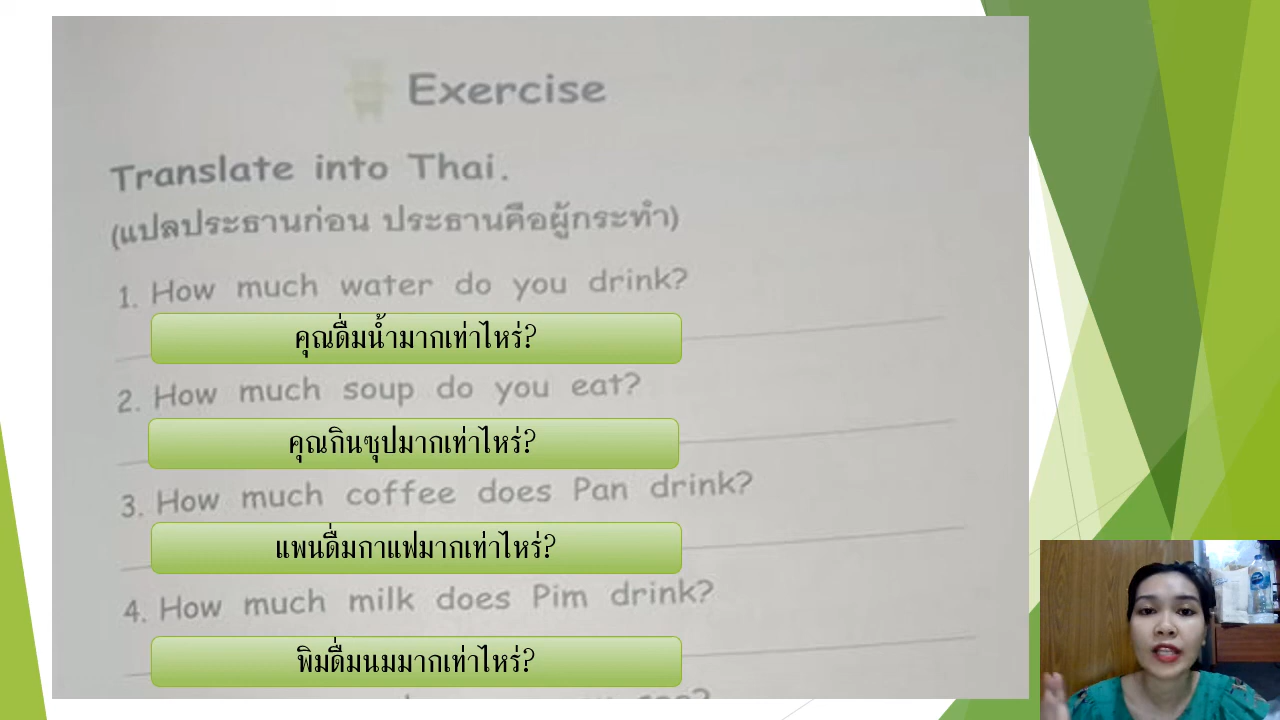 Exercise
Translate into Thai.
(แปลประธานก่อน ประธานคือผู้กระทำ)
1. How much water do you drink?
คุณดื่มน้ำมากเท่าไหร่?
2. How much soup do you eat?
คุณกินซุปมากเท่าไหร่?
3. How much coffee does Pan drink?
แพนดื่มกาแฟมากเท่าไหร่?
4. How much milk does Pim drink?
พิมดื่มนมมากเท่าไหร่?